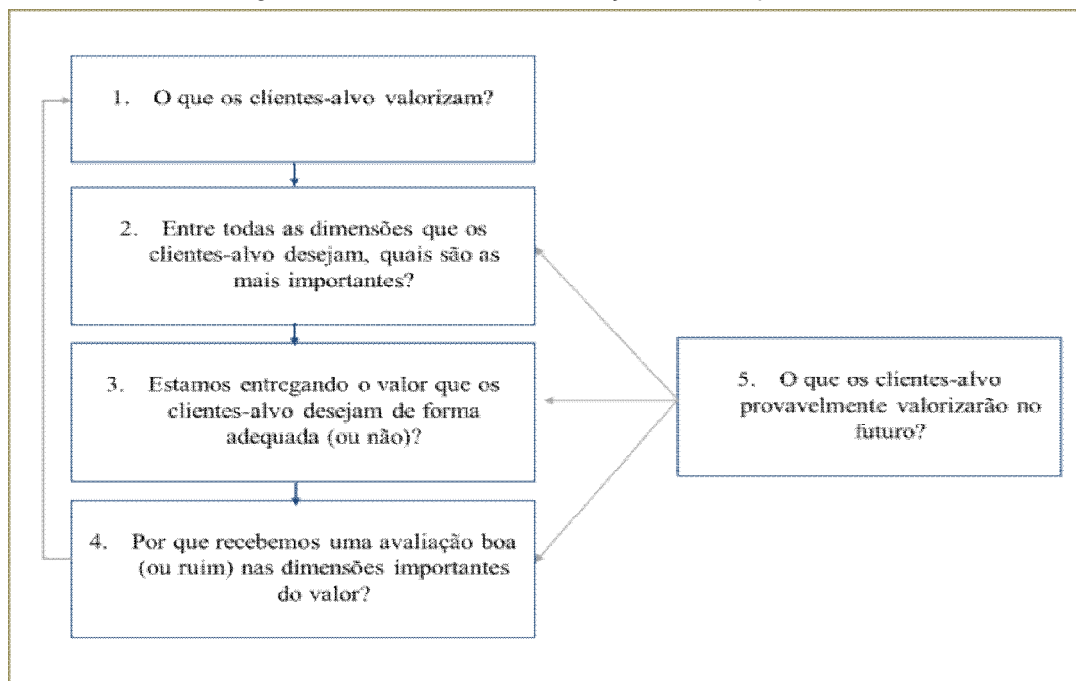 1. O que os clientes-alvo valorizam?
2. Entre todas as dimensões que os
clientes-alvo desejam, quais são as
mais importantes?
3. Estamos entregando o valor que os
clientes-alvo desejam de forma
adequada (ou não)?
4. Por que recebemos uma avaliação boa
(ou ruim) nas dimensões importantes
do valor?
5. O que os clientes-alvo
provavelmente valorizarão no
futuro?